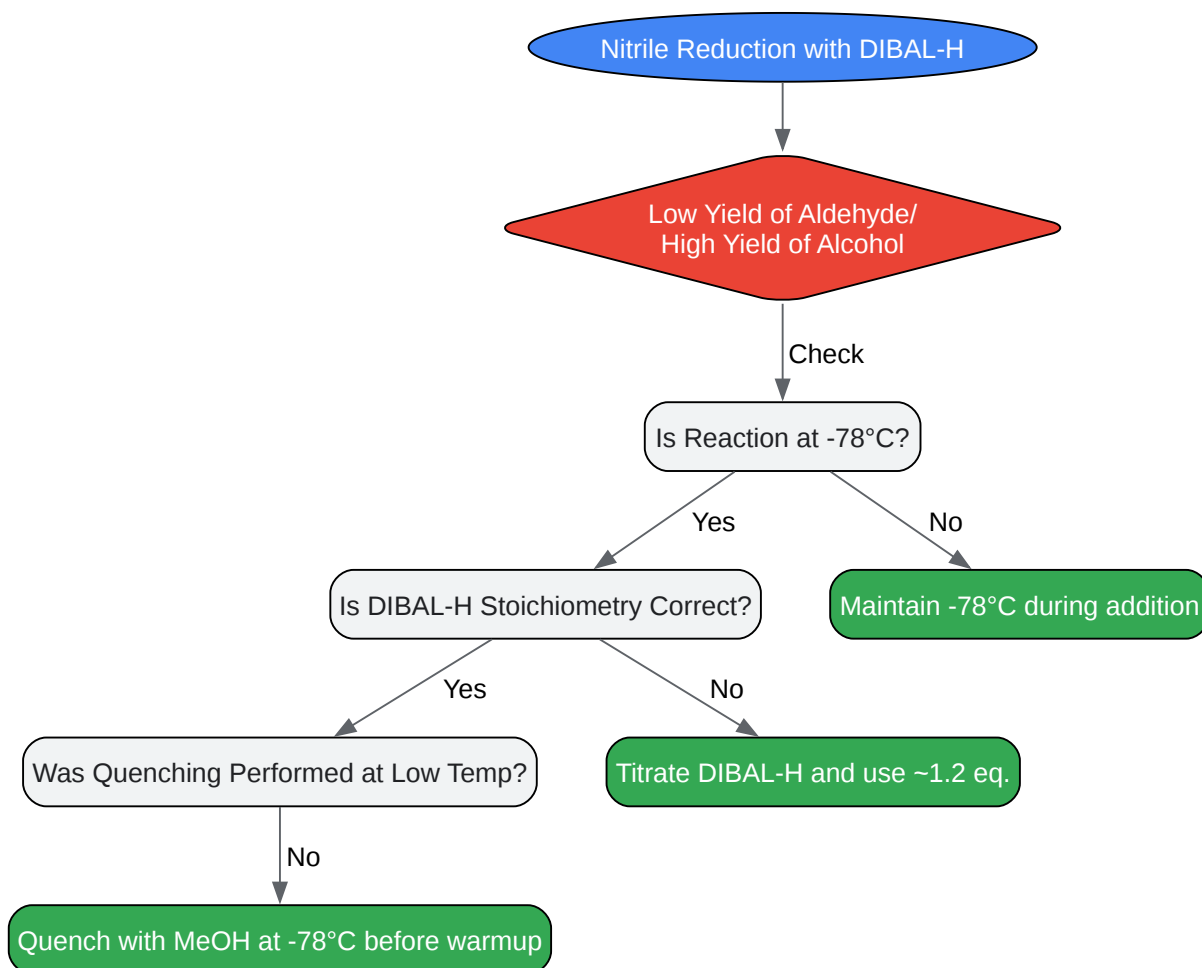 Nitrile Reduction with DIBAL-H
Low Yield of Aldehyde/
High Yield of Alcohol
Check
Is Reaction at -78°C?
Yes
No
Is DIBAL-H Stoichiometry Correct?
Maintain -78°C during addition
Yes
No
Was Quenching Performed at Low Temp?
Titrate DIBAL-H and use ~1.2 eq.
No
Quench with MeOH at -78°C before warmup